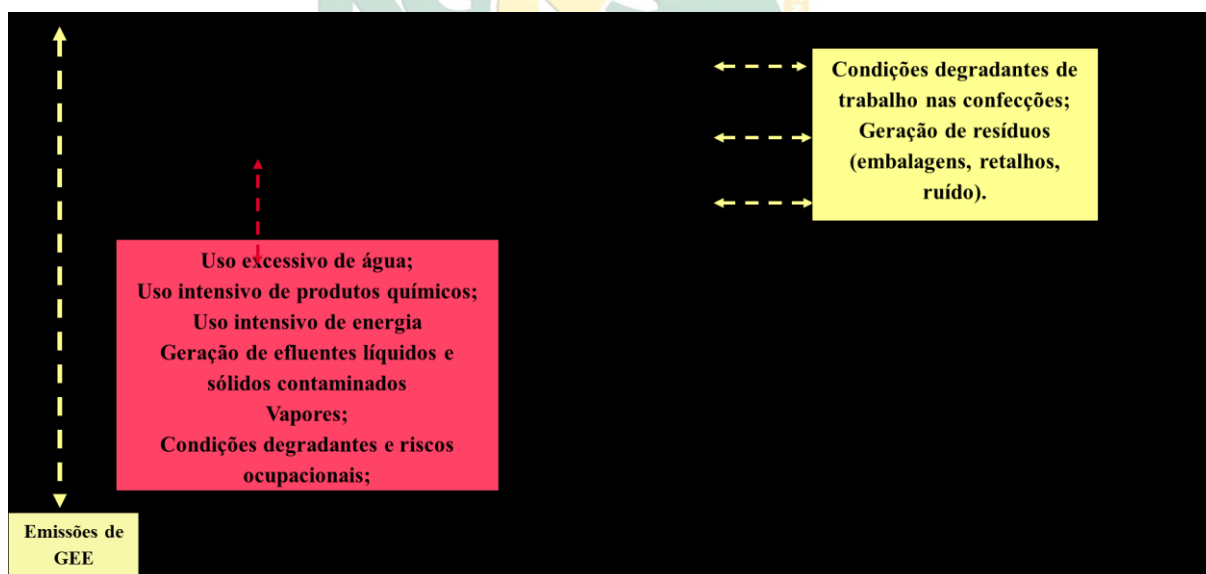 Condições degradantes de
trabalho nas confecções;
Geração de resíduos
(embalagens, retalhos,
ruído).
Uso excessivo de água;
Uso intensivo de produtos químicos;
Uso intensivo de energia
Geração de efluentes líquidos e
sólidos contaminados
Vapores;
Condições degradantes e riscos
ocupacionais;
Emissões de
GEE